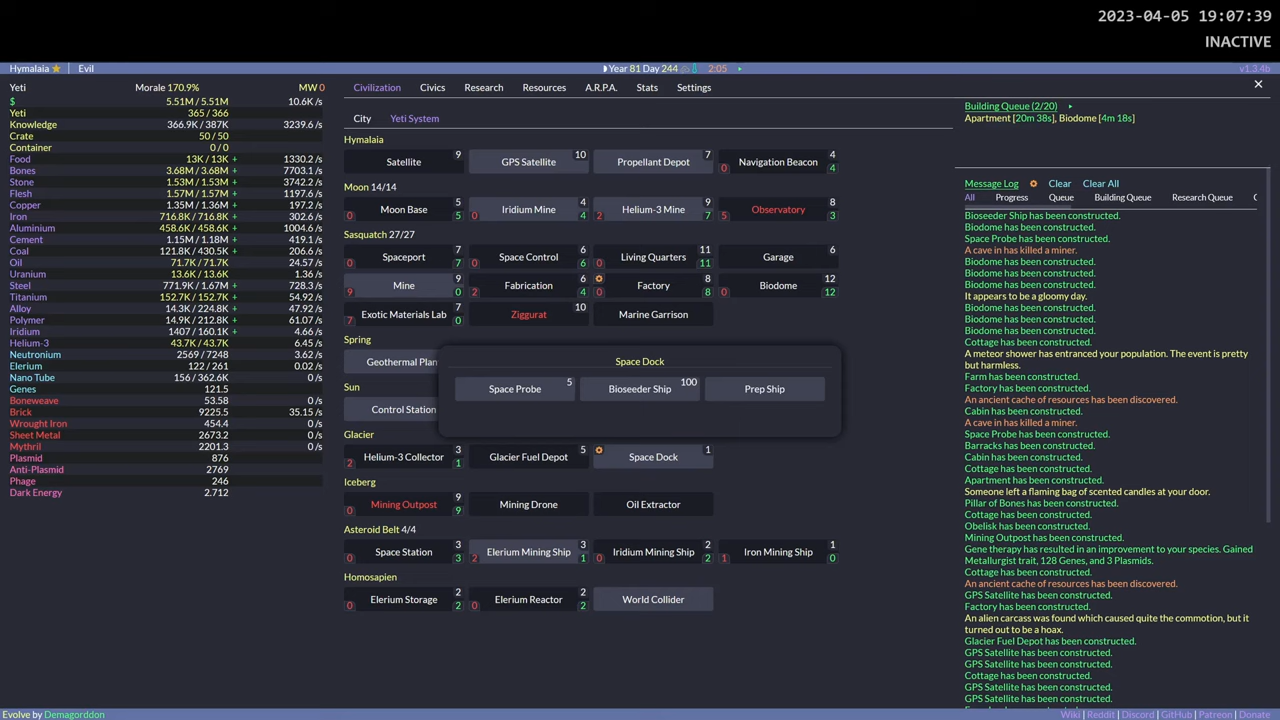 2023-04-05 19:07:39
INACTIVE
Hymalaia Evil Year 81 Day 244 2:05 v1.3.4b
Yeti Morale 170.9% MW 0
$ 5.51M / 5.51M 10.6K /s
Yeti 365 / 366
Knowledge 366.9K / 387K 3239.6 /s
Crate 50 / 50
Container 0 / 0
Food 13K / 13K + 1330.2 /s
Bones 3.68M / 3.68M + 7703.1 /s
Stone 1.53M / 1.53M + 3742.2 /s
Flesh 1.57M / 1.57M + 1197.6 /s
Copper 1.35M / 1.36M + 197.2 /s
Iron 716.8K / 716.8K + 302.6 /s
Aluminium 458.6K / 458.6K + 1004.6 /s
Cement 1.15M / 1.18M + 419.1 /s
Coal 121.8K / 430.5K + 206.6 /s
Oil 71.7K / 71.7K 24.57 /s
Uranium 13.6K / 13.6K 1.36 /s
Steel 771.9K / 1.67M + 728.3 /s
Titanium 152.7K / 152.7K + 54.92 /s
Alloy 14.3K / 224.8K + 47.92 /s
Polymer 14.9K / 212.8K + 61.07 /s
Iridium 1407 / 160.1K + 4.66 /s
Helium-3 43.7K / 43.7K + 6.45 /s
Neutronium 2569 / 7248 3.62 /s
Elerium 122 / 261 0.02 /s
Nano Tube 156 / 362.6K 0 /s
Genes 121.5
Boneweave 53.58 0 /s
Brick 9225.5 35.15 /s
Wrought Iron 454.4 0 /s
Sheet Metal 2673.2 0 /s
Mythril 2201.3 0 /s
Plasmid 876
Anti-Plasmid 2769
Phage 246
Dark Energy 2.712
Civilization Civics Research Resources A.R.P.A. Stats Settings
City Yeti System
Hymalaia
Satellite 9 GPS Satellite 10 Propellant Depot 7 Navigation Beacon 4 0 4
Moon 14/14
Moon Base 5 0 5 Iridium Mine 4 0 4 Helium-3 Mine 9 2 7 Observatory 8 5 3
Sasquatch 27/27
Spaceport 7 0 7 Space Control 6 0 6 Living Quarters 11 0 11 Garage 6
Mine 9 9 0 Fabrication 6 2 4 Factory 8 0 8 Biodome 12 0 12
Exotic Materials Lab 7 7 0 Ziggurat 10 Marine Garrison
Spring
Geothermal Plan
Sun
Control Station
Space Dock
Space Probe 5 Bioseeder Ship 100 Prep Ship
Glacier
Helium-3 Collector 3 2 1 Glacier Fuel Depot 5 Space Dock 1
Iceberg
Mining Outpost 9 0 9 Mining Drone Oil Extractor
Asteroid Belt 4/4
Space Station 3 0 3 Elerium Mining Ship 3 2 1 Iridium Mining Ship 2 0 2 Iron Mining Ship 1 1 0
Homosapien
Elerium Storage 2 0 2 Elerium Reactor 2 0 2 World Collider
Building Queue (2/20)
Apartment [20m 38s], Biodome [4m 18s]
Message Log Clear Clear All
All Progress Queue Building Queue Research Queue C
Bioseeder Ship has been constructed.
Biodome has been constructed.
Space Probe has been constructed.
A cave in has killed a miner.
Biodome has been constructed.
Biodome has been constructed.
Biodome has been constructed.
It appears to be a gloomy day.
Biodome has been constructed.
Biodome has been constructed.
Biodome has been constructed.
Cottage has been constructed.
A meteor shower has entranced your population. The event is pretty
but harmless.
Farm has been constructed.
Factory has been constructed.
An ancient cache of resources has been discovered.
Cabin has been constructed.
A cave in has killed a miner.
Space Probe has been constructed.
Barracks has been constructed.
Cabin has been constructed.
Cottage has been constructed.
Apartment has been constructed.
Someone left a flaming bag of scented candles at your door.
Pillar of Bones has been constructed.
Cottage has been constructed.
Obelisk has been constructed.
Mining Outpost has been constructed.
Gene therapy has resulted in an improvement to your species. Gained
Metallurgist trait, 128 Genes, and 3 Plasmids.
Cottage has been constructed.
An ancient cache of resources has been discovered.
GPS Satellite has been constructed.
Factory has been constructed.
An alien carcass was found which caused quite the commotion, but it
turned out to be a hoax.
Glacier Fuel Depot has been constructed.
GPS Satellite has been constructed.
GPS Satellite has been constructed.
Cottage has been constructed.
GPS Satellite has been constructed.
GPS Satellite has been constructed.
Evolve by Demagorddon Wiki | Reddit | Discord | GitHub | Patreon | Donate